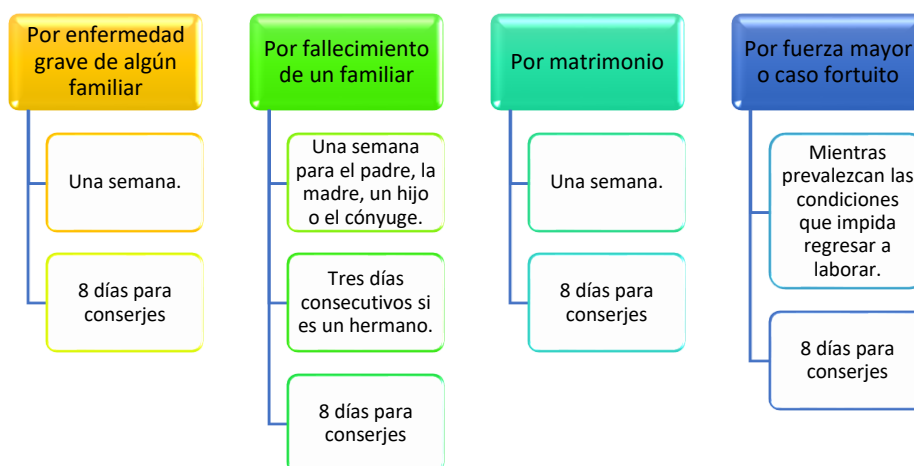 Por enfermedad
grave de algún
familiar
Una semana.
8 días para
conserjes
Por fallecimiento
de un familiar
Una semana
para el padre, la
madre, un hijo
o el cónyuge.
Tres días
consecutivos si
es un hermano.
8 días para
conserjes
Por matrimonio
Una semana.
8 días para
conserjes
Por fuerza mayor
o caso fortuito
Mientras
prevalezcan las
condiciones
que impida
regresar a
laborar.
8 días para
conserjes